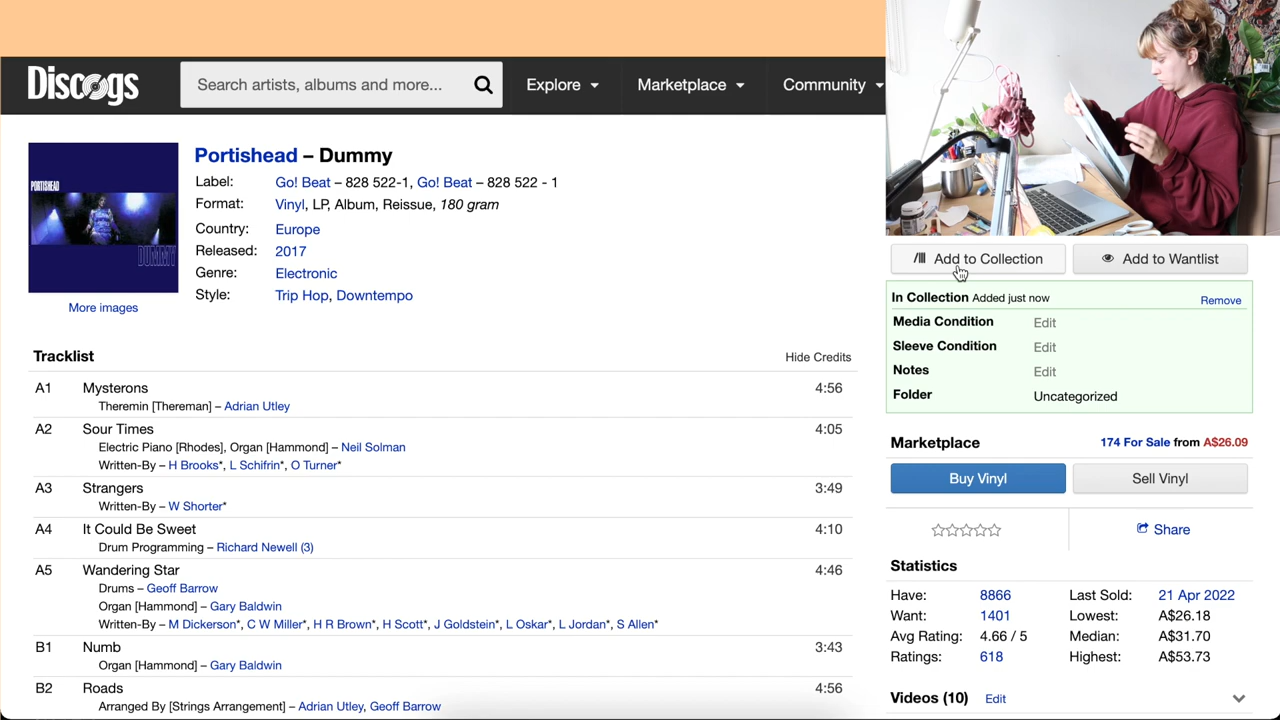 Discogs
Search artists, albums and more...
Explore
Marketplace
Community
PORTISHEAD
DUMMY
More images
Portishead – Dummy
Label: Go! Beat – 828 522-1, Go! Beat – 828 522 - 1
Format: Vinyl, LP, Album, Reissue, 180 gram
Country: Europe
Released: 2017
Genre: Electronic
Style: Trip Hop, Downtempo
Tracklist
Hide Credits
A1 Mysterons 4:56
Theremin [Thereman] – Adrian Utley
A2 Sour Times 4:05
Electric Piano [Rhodes], Organ [Hammond] – Neil Solman
Written-By – H Brooks*, L Schifrin*, O Turner*
A3 Strangers 3:49
Written-By – W Shorter*
A4 It Could Be Sweet 4:10
Drum Programming – Richard Newell (3)
A5 Wandering Star 4:46
Drums – Geoff Barrow
Organ [Hammond] – Gary Baldwin
Written-By – M Dickerson*, C W Miller*, H R Brown*, H Scott*, J Goldstein*, L Oskar*, L Jordan*, S Allen*
B1 Numb 3:43
Organ [Hammond] – Gary Baldwin
B2 Roads 4:56
Arranged By [Strings Arrangement] – Adrian Utley, Geoff Barrow
Add to Collection
Add to Wantlist
In Collection Added just now
Remove
Media Condition Edit
Sleeve Condition Edit
Notes Edit
Folder Uncategorized
Marketplace
174 For Sale from A$26.09
Buy Vinyl
Sell Vinyl
Share
Statistics
Have: 8866
Last Sold: 21 Apr 2022
Want: 1401
Lowest: A$26.18
Avg Rating: 4.66 / 5
Median: A$31.70
Ratings: 618
Highest: A$53.73
Videos (10) Edit